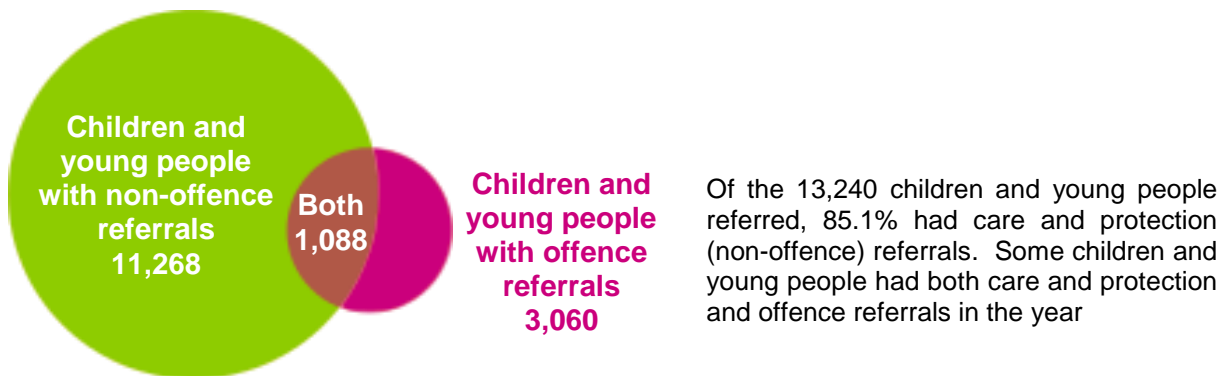 Children and
young people
with non-offence
referrals
11,268
Both
1,088
Children and
young people
with offence
referrals
3,060
Of the 13,240 children and young people
referred, 85.1% had care and protection
(non-offence) referrals. Some children and
young people had both care and protection
and offence referrals in the year